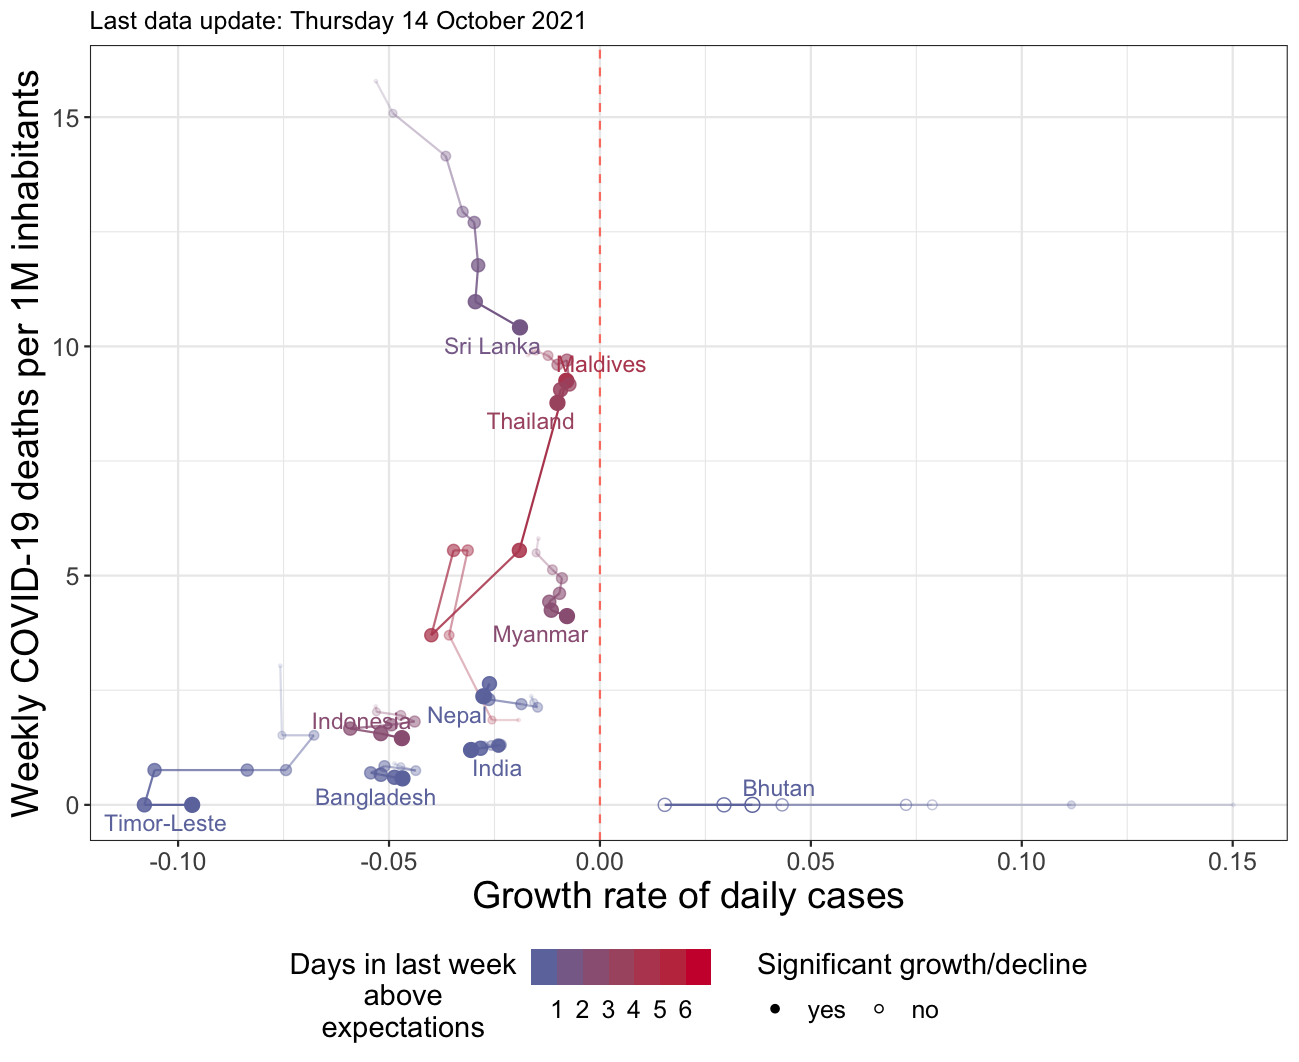 Last data update: Thursday 14 October 2021
Weekly COVID-19 deaths per 1M inhabitants
15
10
5
0
Sri Lanka
Maldives
Thailand
Myanmar
Indonesia
Nepal
India
Bangladesh
Bhutan
Timor-Leste
-0.10
-0.05
0.00
0.05
0.10
0.15
Growth rate of daily cases
Days in last week
above
expectations
1 2 3 4 5 6
Significant growth/decline
yes
no